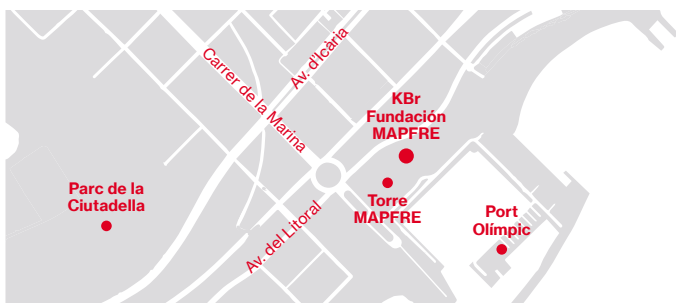 Carrer de la Marina
Av. d'Icària
KBr
Fundación
MAPFRE
Parc de la
Ciutadella
Torre
MAPFRE
Port
Olímpic
Av. del Litoral